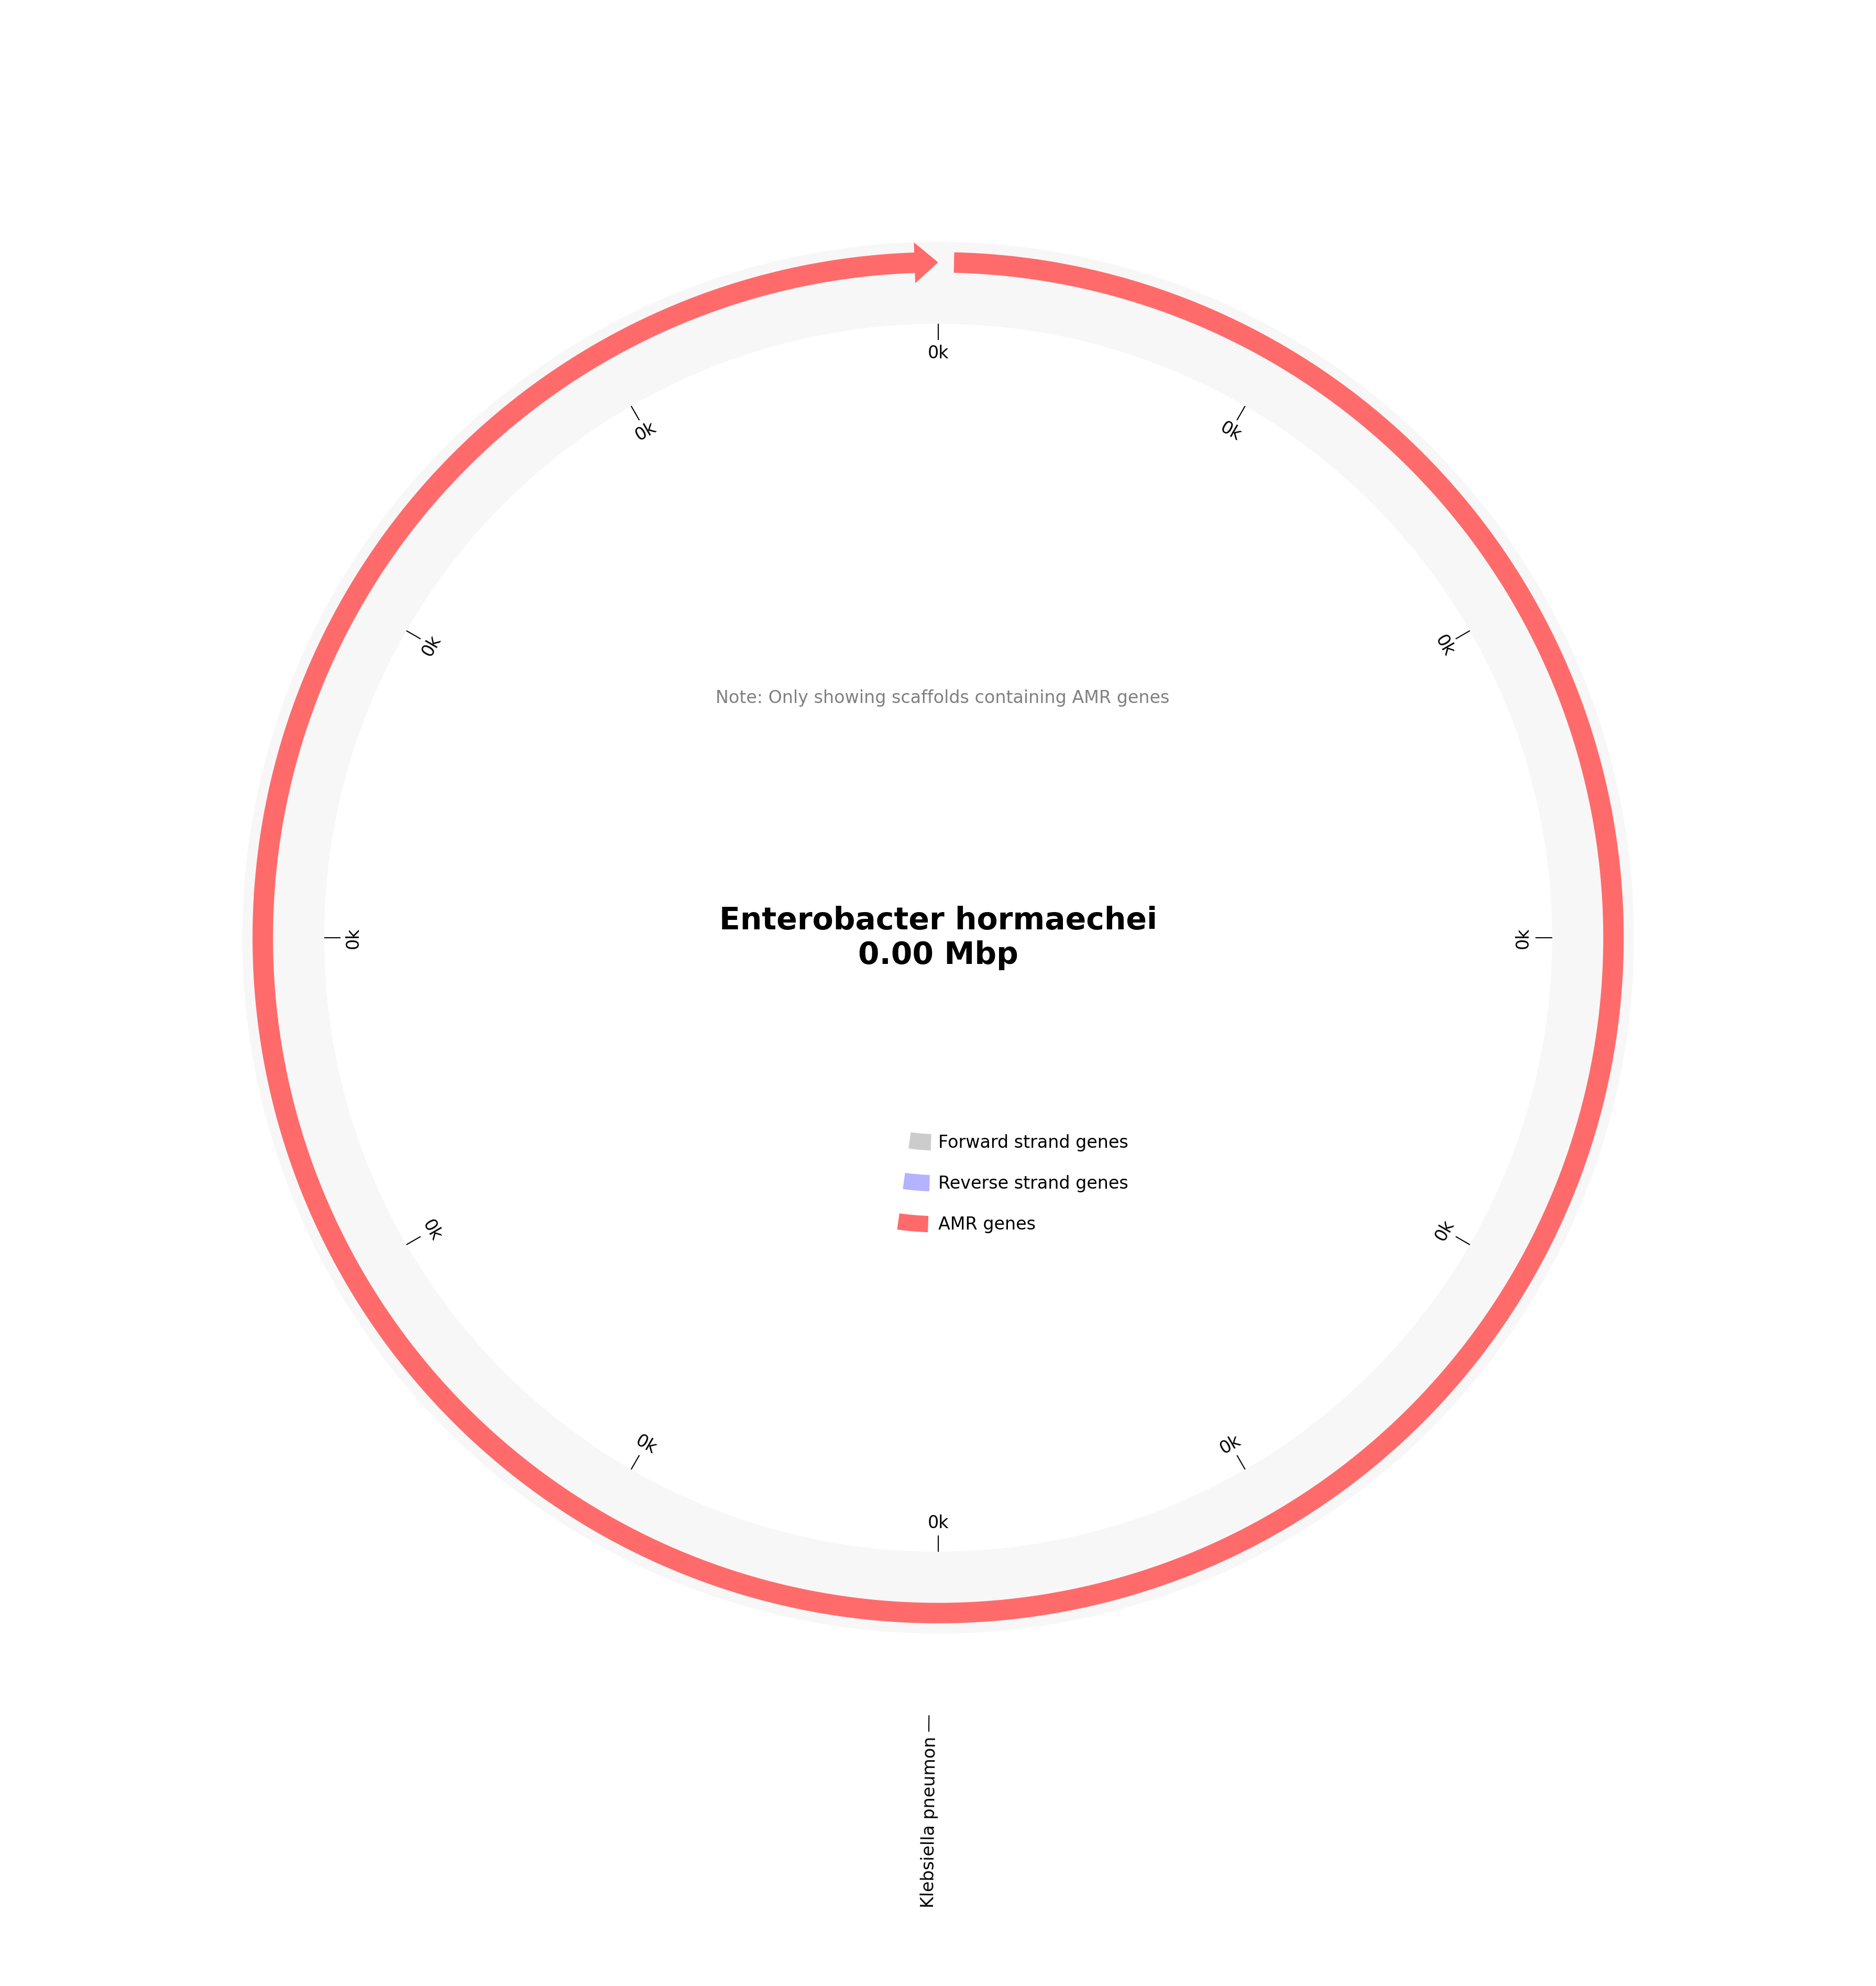 0k
0k
0k
0k
0k
Note: Only showing scaffolds containing AMR genes
Enterobacter hormaechei
0.00 Mbp
0k
0k
Forward strand genes
Reverse strand genes
AMR genes
0k
0k
0k
0k
0k
Klebsiella pneumon